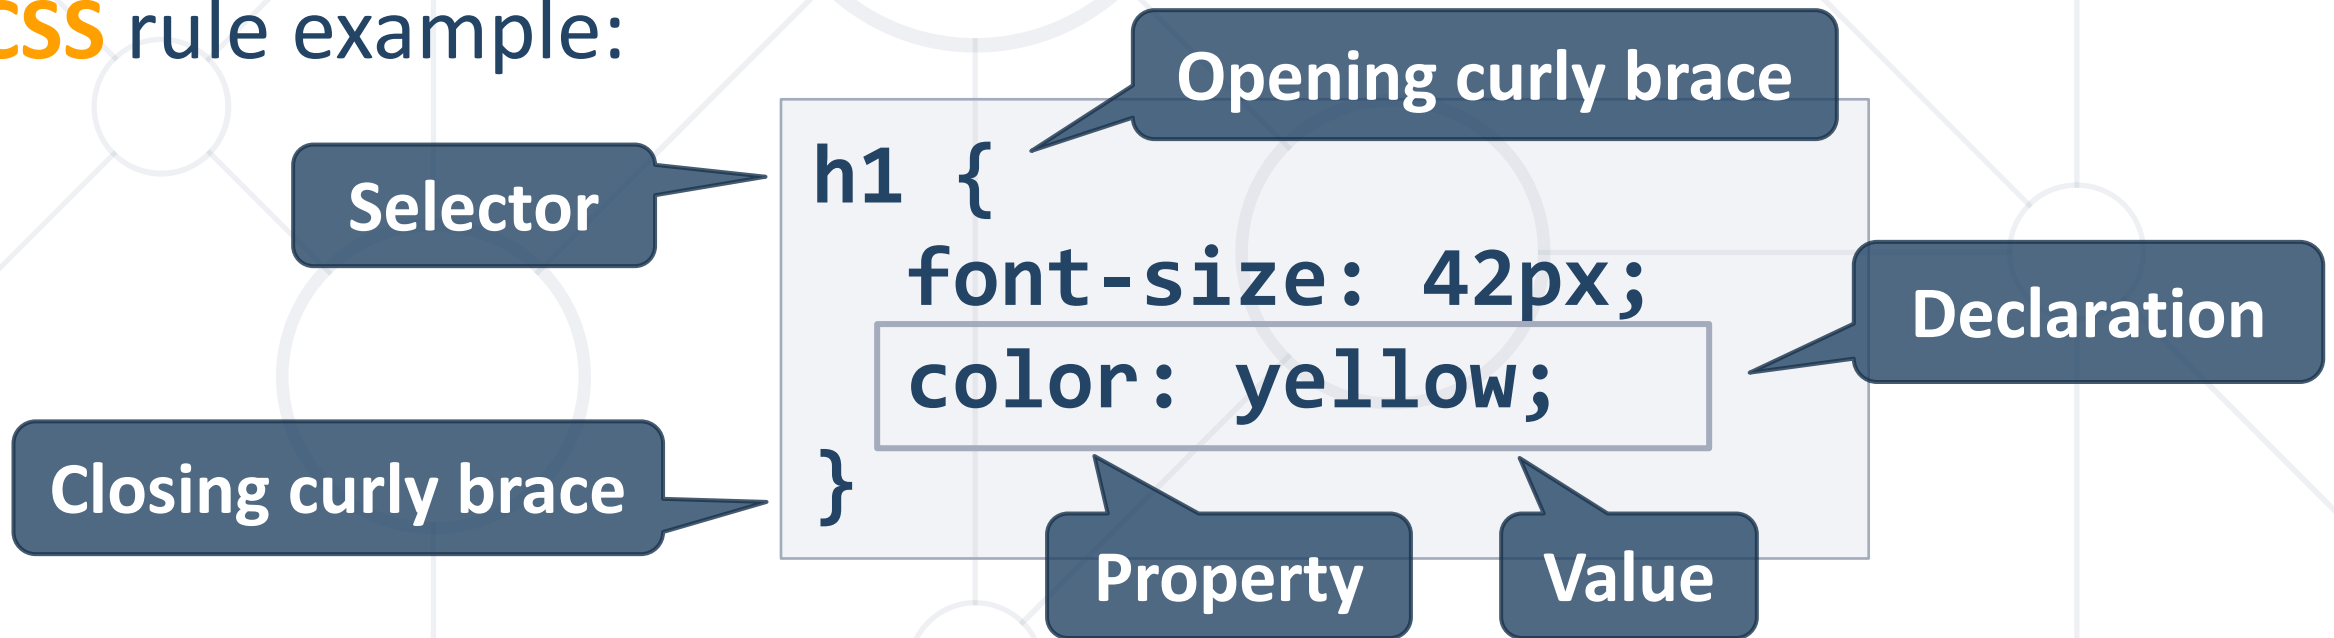 CSS rule example:
Opening curly brace
Selector
h1 {
font-size: 42px;
Declaration
color: yellow;
Closing curly brace
}
Property
Value